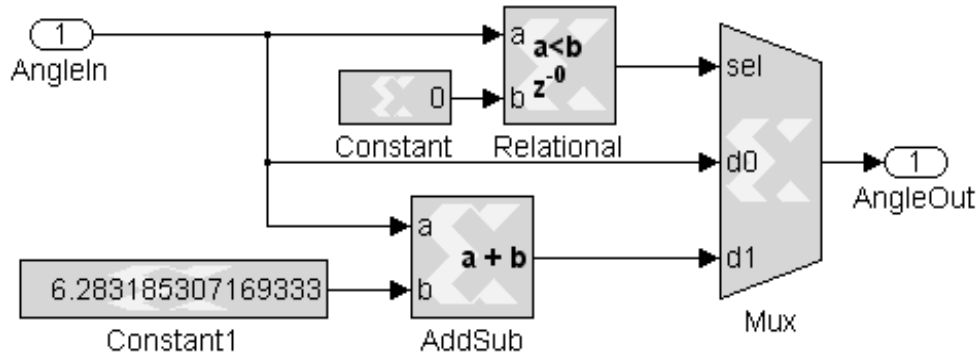 1
AngleIn
a
a<b
z⁻⁰
b
0
Constant
Relational
sel
d0
d1
Mux
1
AngleOut
a
a + b
b
6.283185307169333
Constant1
AddSub